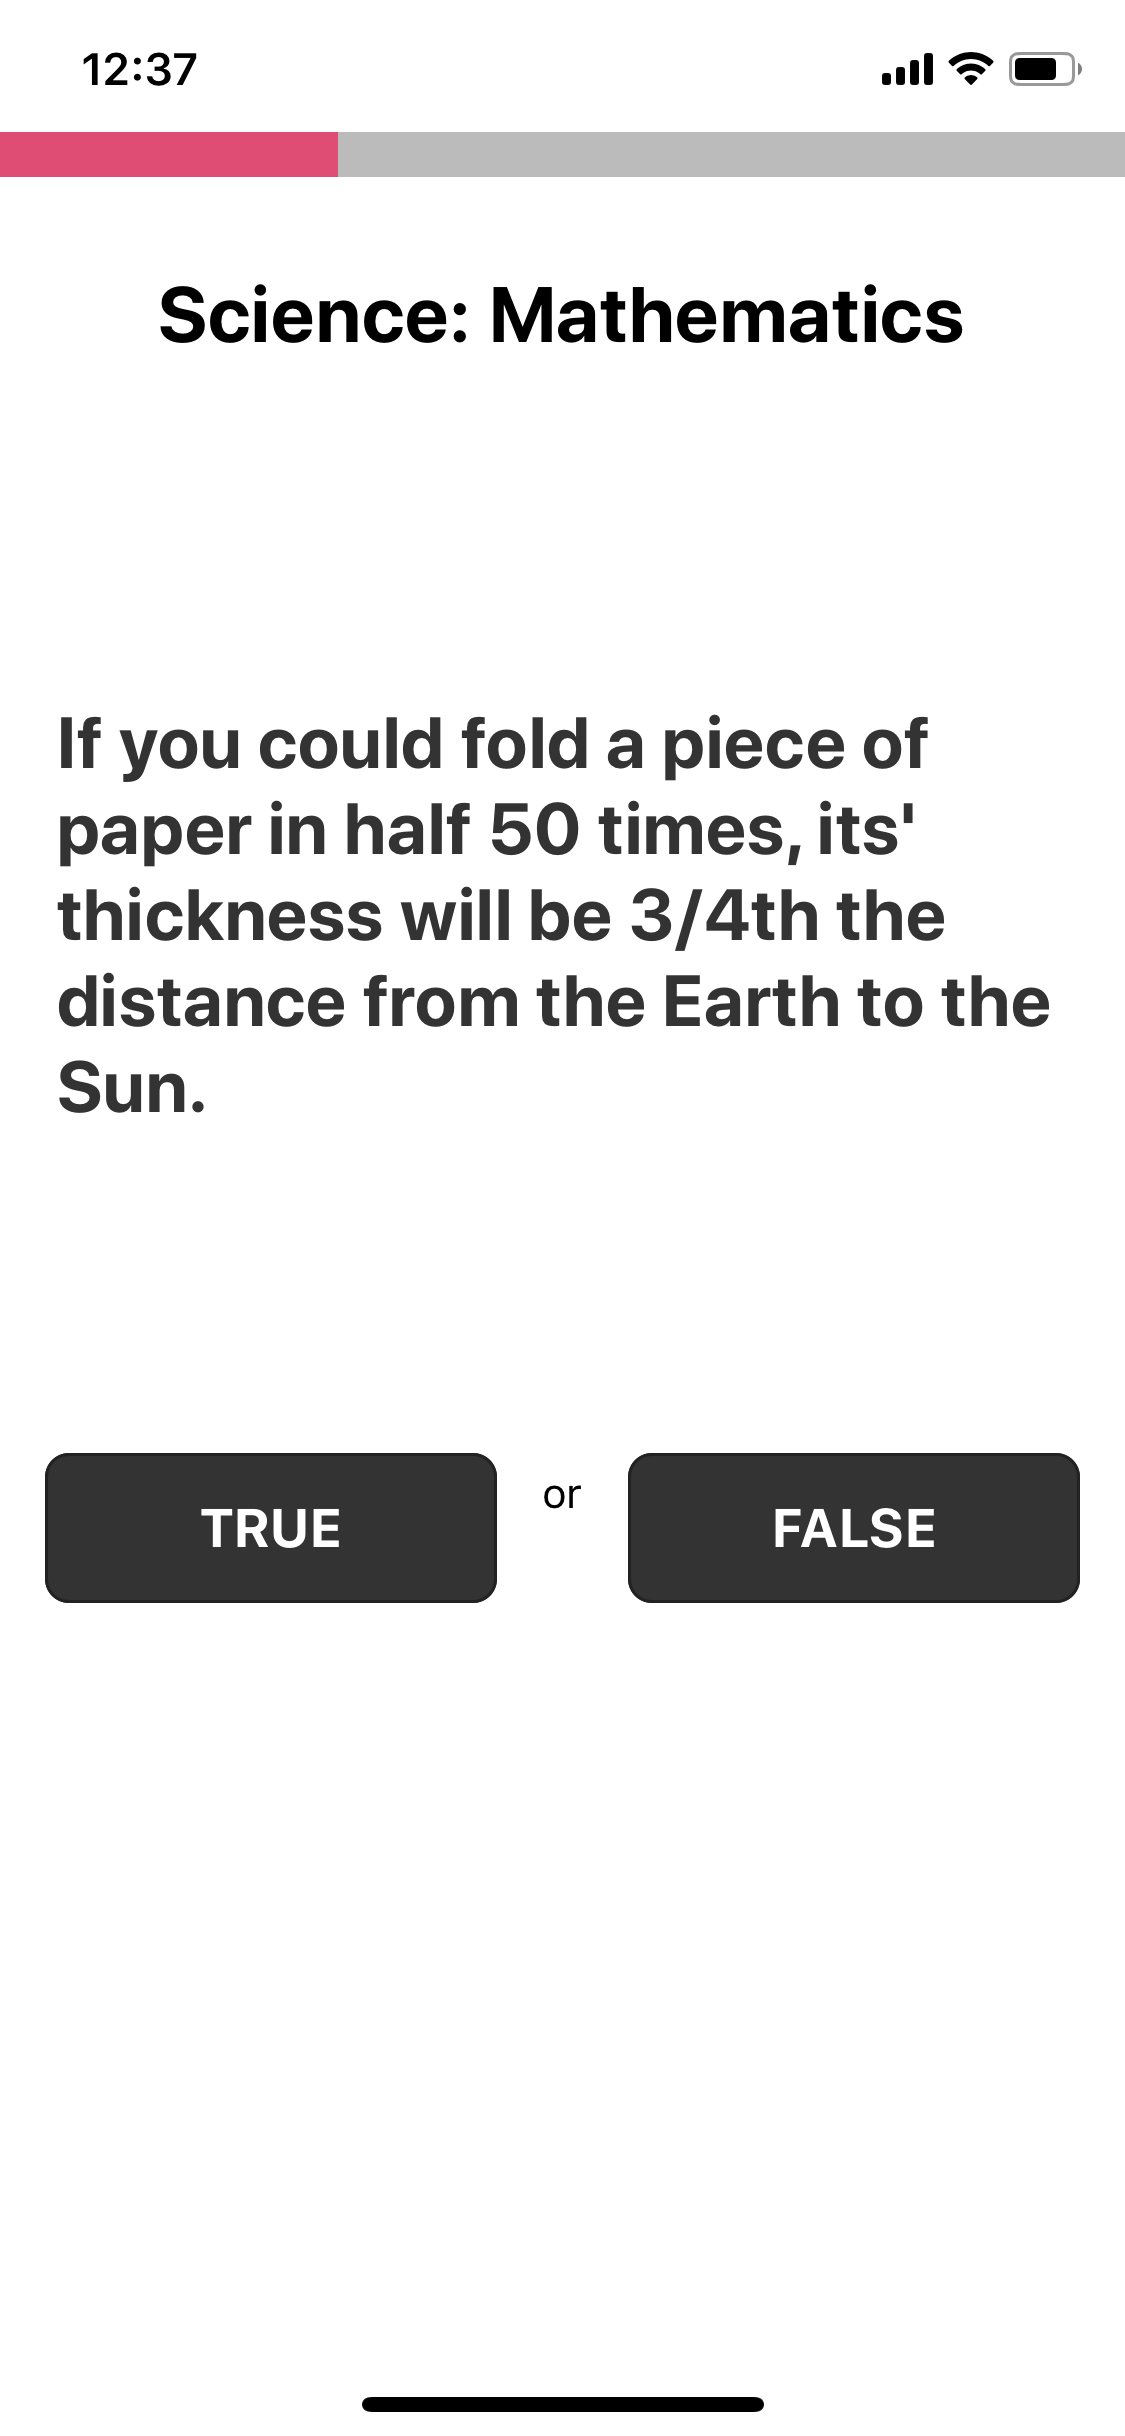 12:37
Science: Mathematics
If you could fold a piece of
paper in half 50 times, its'
thickness will be 3/4th the
distance from the Earth to the
Sun.
TRUE
or
FALSE